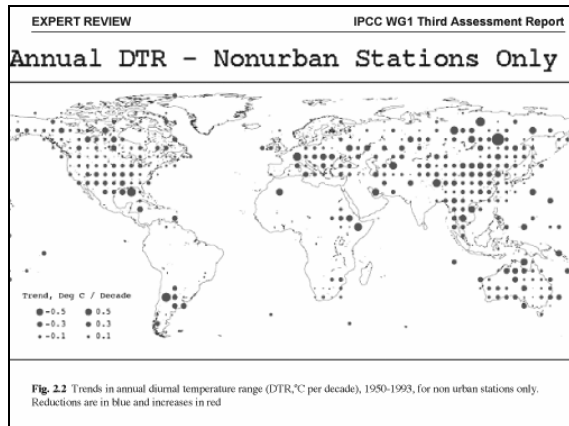 EXPERT REVIEW IPCC WG1 Third Assessment Report
Annual DTR - Nonurban Stations Only
Trend, Deg C / Decade
-0.5 0.5
-0.3 0.3
-0.1 0.1
Fig. 2.2 Trends in annual diurnal temperature range (DTR,°C per decade), 1950-1993, for non urban stations only.
Reductions are in blue and increases in red